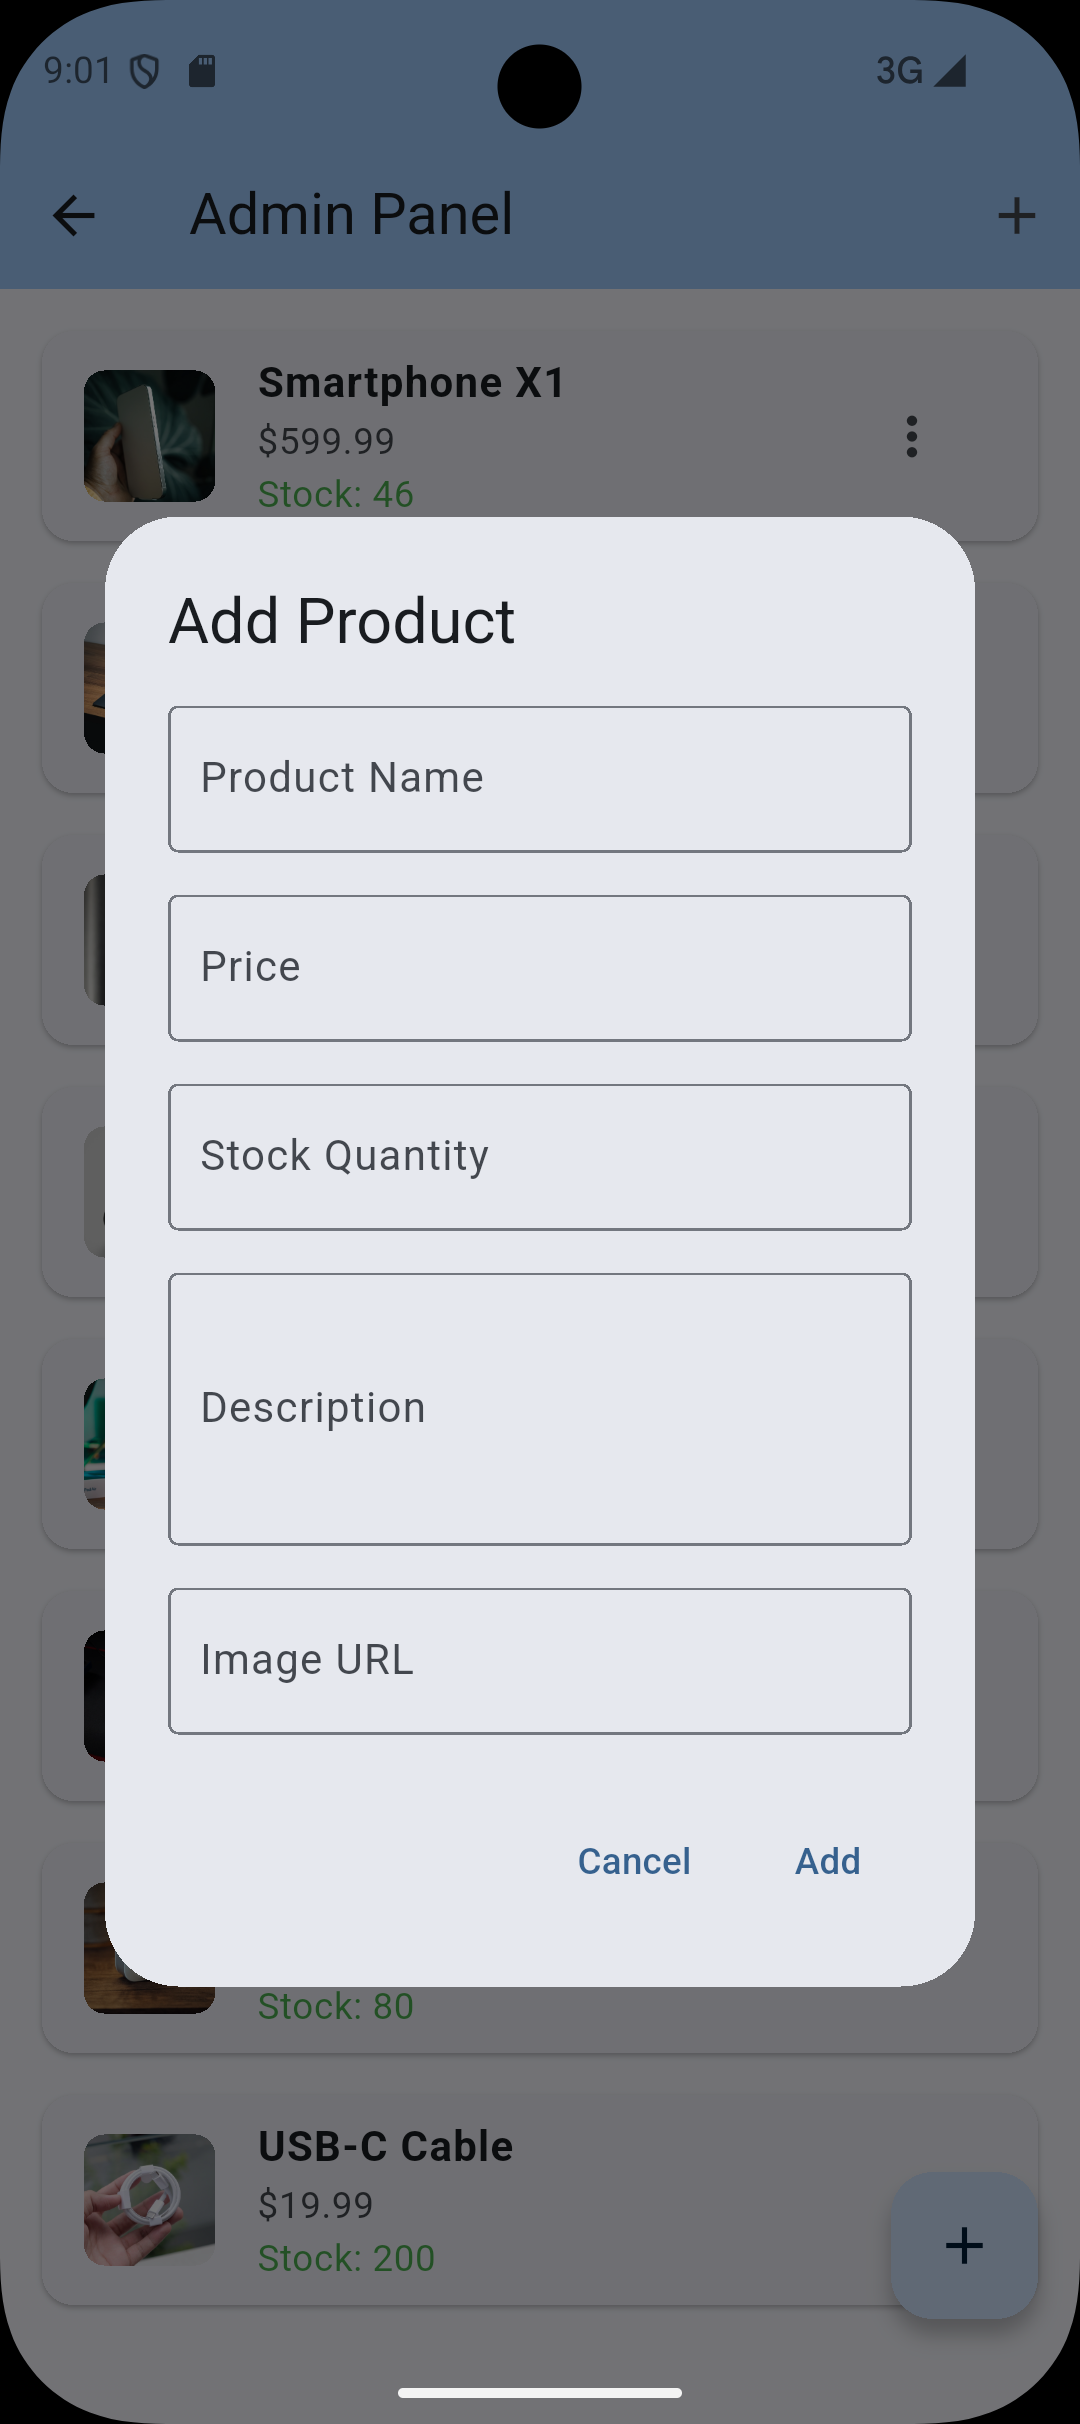 9:01
3G
Admin Panel
Smartphone X1
$599.99
Stock: 46
Add Product
Product Name
Price
Stock Quantity
Description
Image URL
Cancel
Add
Stock: 80
USB-C Cable
$19.99
Stock: 200